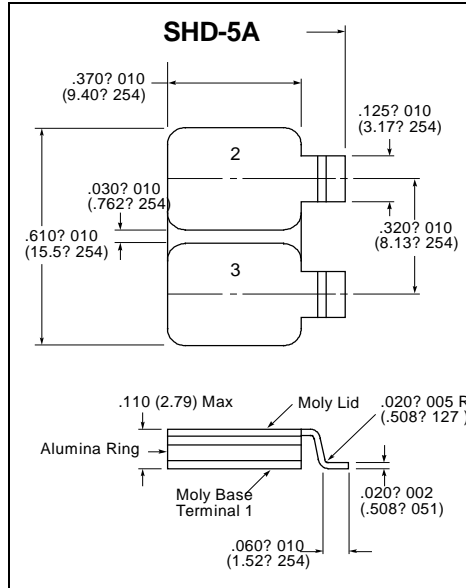 SHD-5A
.370? 010
(9.40? 254)
.125? 010
(3.17? 254)
2
.030? 010
(.762? 254)
.320? 010
(8.13? 254)
.610? 010
(15.5? 254)
3
.110 (2.79) Max
Moly Lid
.020? 005 R
(.508? 127 )
Alumina Ring
Moly Base
Terminal 1
.020? 002
(.508? 051)
.060? 010
(1.52? 254)